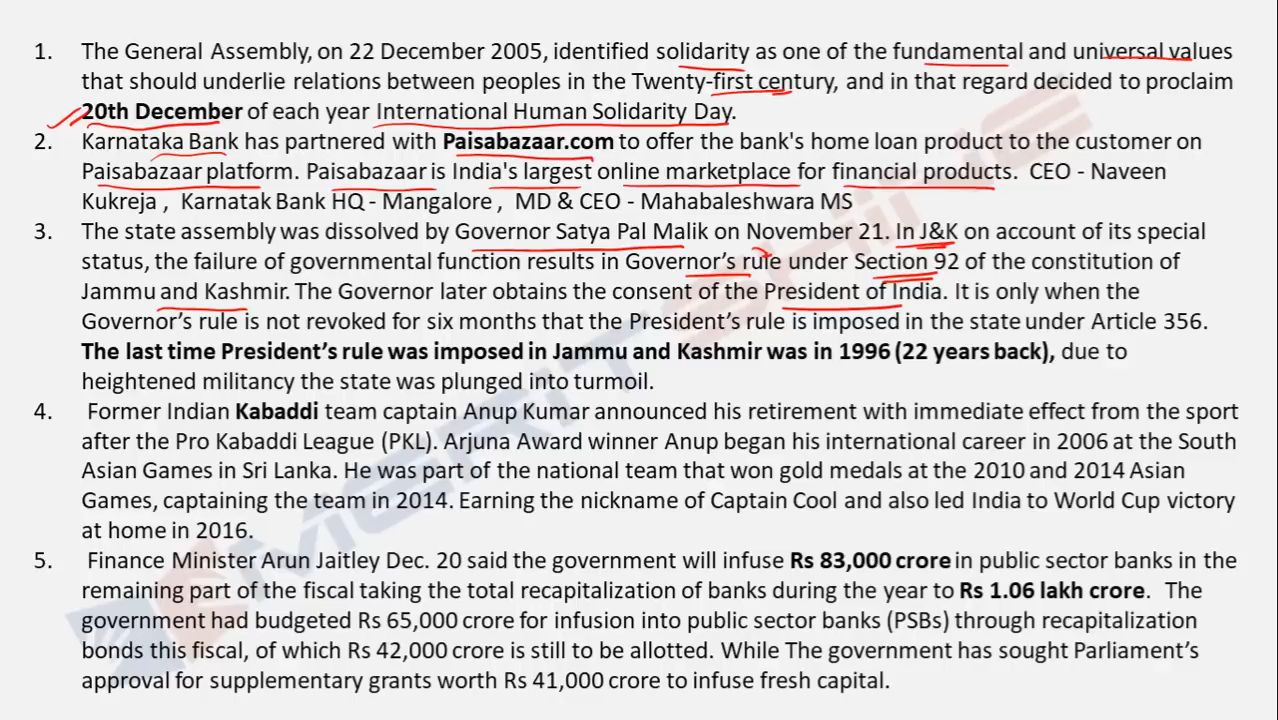 1. The General Assembly, on 22 December 2005, identified solidarity as one of the fundamental and universal values
that should underlie relations between peoples in the Twenty-first century, and in that regard decided to proclaim
20th December of each year International Human Solidarity Day.
2. Karnataka Bank has partnered with Paisabazaar.com to offer the bank's home loan product to the customer on
Paisabazaar platform. Paisabazaar is India's largest online marketplace for financial products. CEO - Naveen
Kukreja , Karnatak Bank HQ - Mangalore , MD & CEO - Mahabaleshwara MS
3. The state assembly was dissolved by Governor Satya Pal Malik on November 21. In J&K on account of its special
status, the failure of governmental function results in Governor's rule under Section 92 of the constitution of
Jammu and Kashmir. The Governor later obtains the consent of the President of India. It is only when the
Governor's rule is not revoked for six months that the President's rule is imposed in the state under Article 356.
The last time President's rule was imposed in Jammu and Kashmir was in 1996 (22 years back), due to
heightened militancy the state was plunged into turmoil.
4. Former Indian Kabaddi team captain Anup Kumar announced his retirement with immediate effect from the sport
after the Pro Kabaddi League (PKL). Arjuna Award winner Anup began his international career in 2006 at the South
Asian Games in Sri Lanka. He was part of the national team that won gold medals at the 2010 and 2014 Asian
Games, captaining the team in 2014. Earning the nickname of Captain Cool and also led India to World Cup victory
at home in 2016.
5. Finance Minister Arun Jaitley Dec. 20 said the government will infuse Rs 83,000 crore in public sector banks in the
remaining part of the fiscal taking the total recapitalization of banks during the year to Rs 1.06 lakh crore. The
government had budgeted Rs 65,000 crore for infusion into public sector banks (PSBs) through recapitalization
bonds this fiscal, of which Rs 42,000 crore is still to be allotted. While The government has sought Parliament's
approval for supplementary grants worth Rs 41,000 crore to infuse fresh capital.
MERIT SHINE